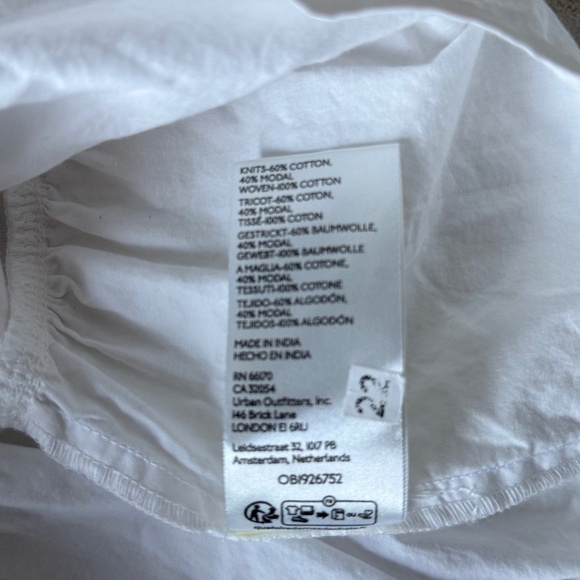 KNITS-60% COTTON,
40% MODAL
WOVEN-100% COTTON
TRICOT-60% COTON,
40% MODAL
TISSÉ-100% COTON
GESTRICKT-60% BAUMWOLLE,
40% MODAL
GEWEBT-100% BAUMWOLLE
A MAGLIA-60% COTONE,
40% MODAL
TESSUTI-100% COTONE
TEJIDO-60% ALGODÓN,
40% MODAL
TEJIDOS-100% ALGODÓN
MADE IN INDIA
HECHO EN INDIA
RN 66170
CA 32054
Urban Outfitters, Inc.
146 Brick Lane
LONDON E1 6RU
Leidsestraat 32, 1017 PB
Amsterdam, Netherlands
OB1926752
22
FR